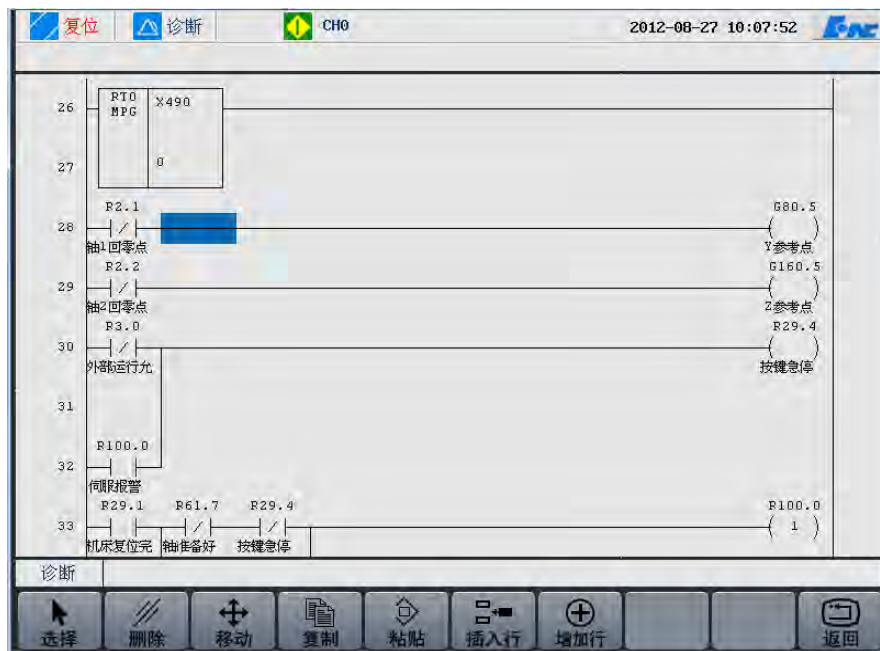 复位 诊断 CH0 2012-08-27 10:07:52
26 RTO X490
MPG
27 0
R2.1 G80.5
28
轴1回零点 Y参考点
R2.2 G160.5
29
轴2回零点 Z参考点
R3.0 R29.4
30
外部运行允 按键急停
31
R100.0
32
伺服报警
R29.1 R61.7 R29.4 R100.0
33 1
机床复位完 轴准备好 按键急停
诊断
选择 删除 移动 复制 粘贴 插入行 增加行 返回